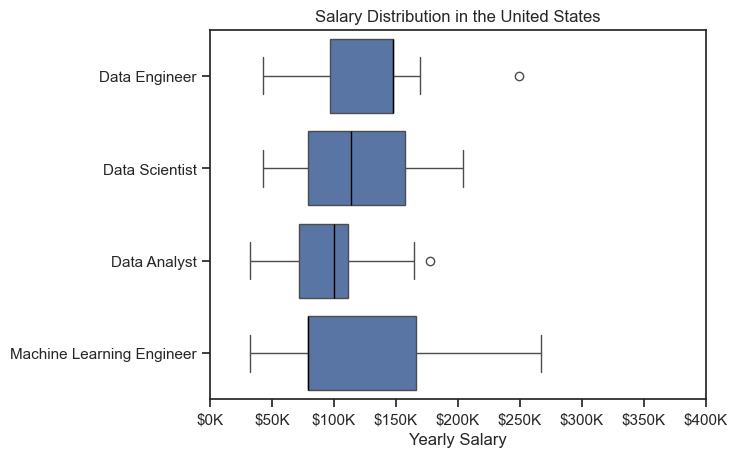 Salary Distribution in the United States
Data Engineer
Data Scientist
Data Analyst
Machine Learning Engineer
$0K $50K $100K $150K $200K $250K $300K $350K $400K
Yearly Salary